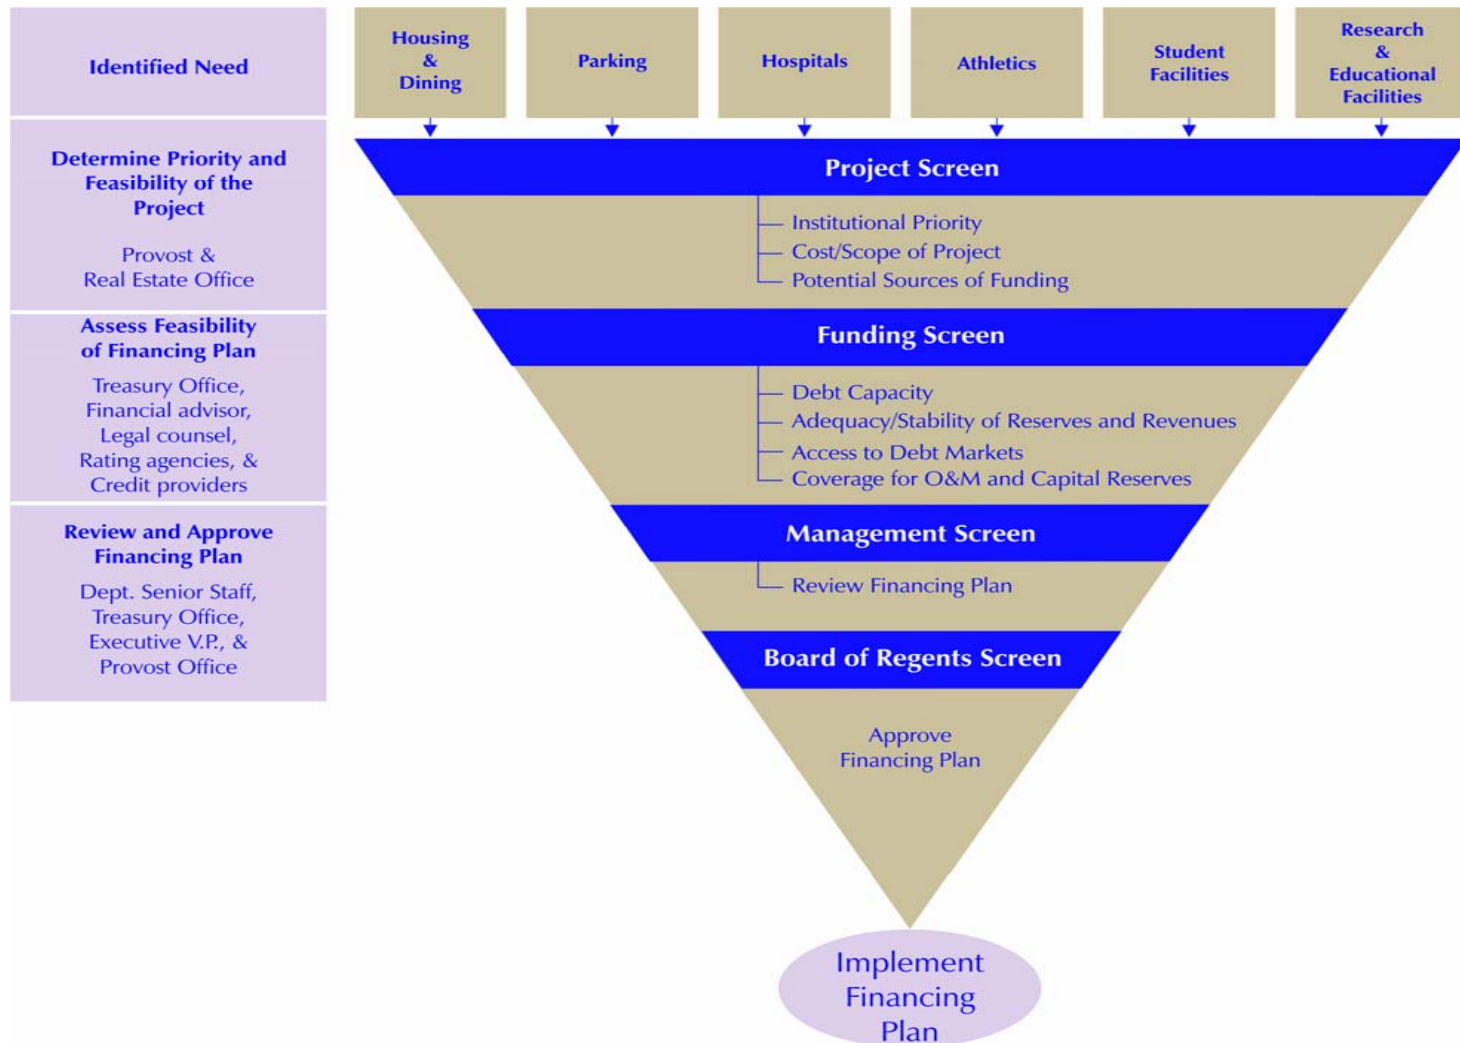 Identified Need
Housing
&
Dining
Parking
Hospitals
Athletics
Student
Facilities
Research
&
Educational
Facilities
Determine Priority and
Feasibility of the
Project
Provost &
Real Estate Office
Project Screen
Institutional Priority
Cost/Scope of Project
Potential Sources of Funding
Assess Feasibility
of Financing Plan
Treasury Office,
Financial advisor,
Legal counsel,
Rating agencies, &
Credit providers
Funding Screen
Debt Capacity
Adequacy/Stability of Reserves and Revenues
Access to Debt Markets
Coverage for O&M and Capital Reserves
Review and Approve
Financing Plan
Dept. Senior Staff,
Treasury Office,
Executive V.P., &
Provost Office
Management Screen
Review Financing Plan
Board of Regents Screen
Approve
Financing Plan
Implement
Financing
Plan